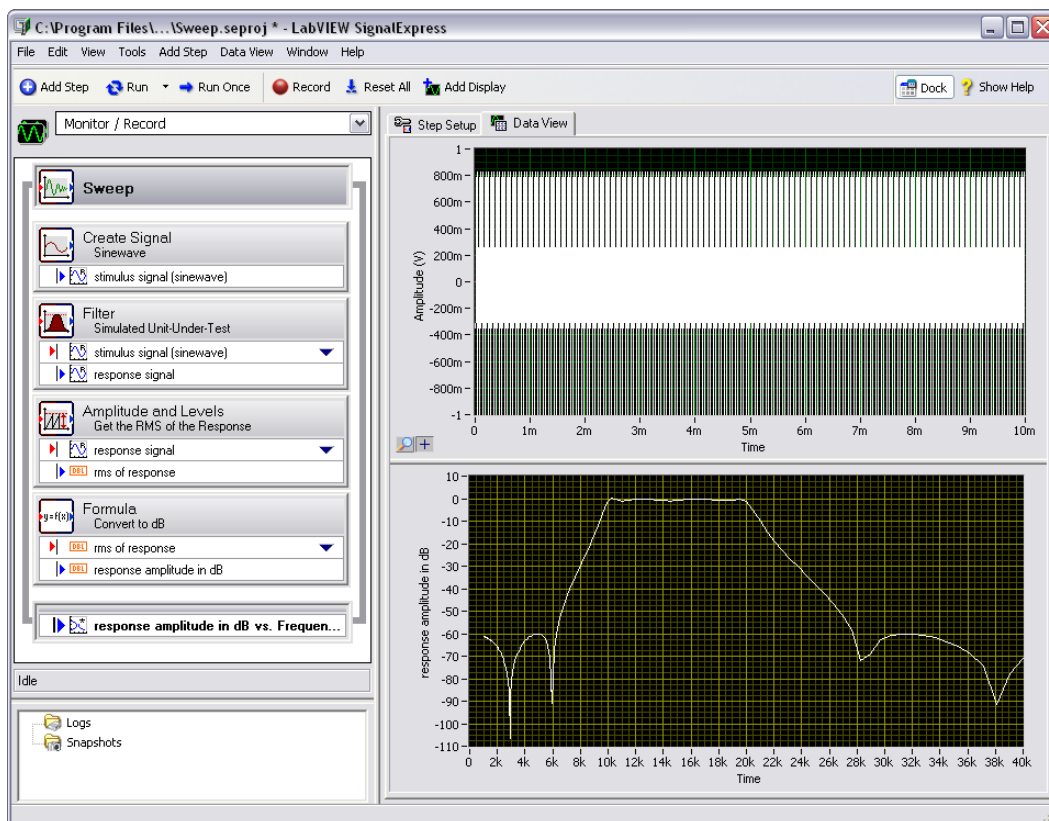 C:\Program Files\...\Sweep.seproj * - LabVIEW SignalExpress
File Edit View Tools Add Step Data View Window Help
Add Step Run Run Once Record Reset All Add Display Dock Show Help
Monitor / Record
Sweep
Create Signal
Sinewave
stimulus signal (sinewave)
Filter
Simulated Unit-Under-Test
stimulus signal (sinewave)
response signal
Amplitude and Levels
Get the RMS of the Response
response signal
DBL rms of response
y=f(x) Formula
Convert to dB
DBL rms of response
DBL response amplitude in dB
response amplitude in dB vs. Frequen...
Idle
Logs
Snapshots
Step Setup Data View
Amplitude (V)
1
800m
600m
400m
200m
0
-200m
-400m
-600m
-800m
-1
0 1m 2m 3m 4m 5m 6m 7m 8m 9m 10m
Time
response amplitude in dB
10
0
-10
-20
-30
-40
-50
-60
-70
-80
-90
-100
-110
0 2k 4k 6k 8k 10k 12k 14k 16k 18k 20k 22k 24k 26k 28k 30k 32k 34k 36k 38k 40k
Time